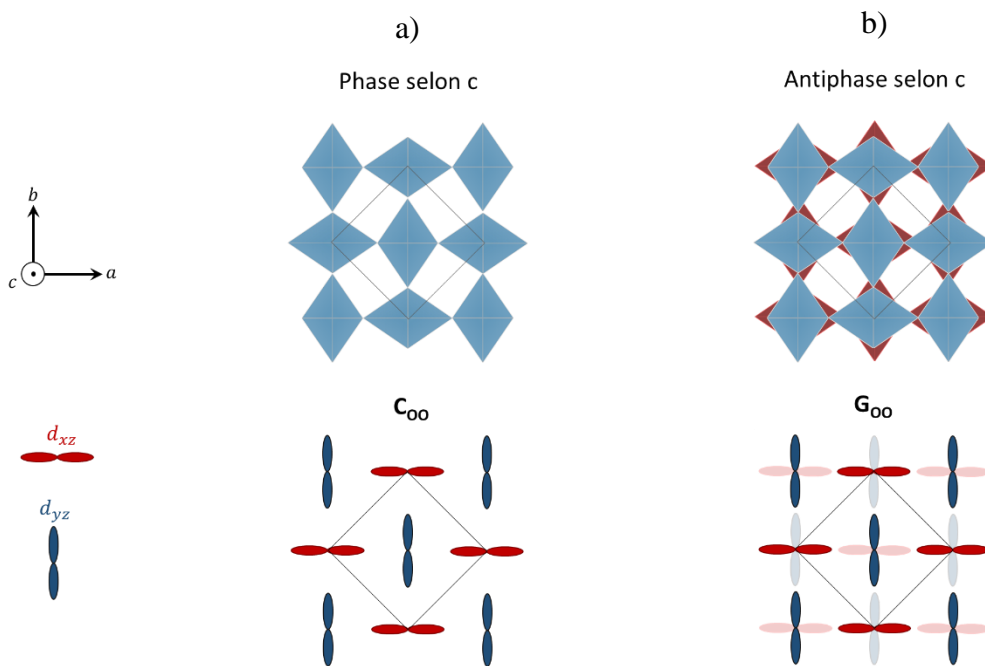 a)
b)
Phase selon c
Antiphase selon c
b
c
a
C_OO
G_OO
d_xz
d_yz